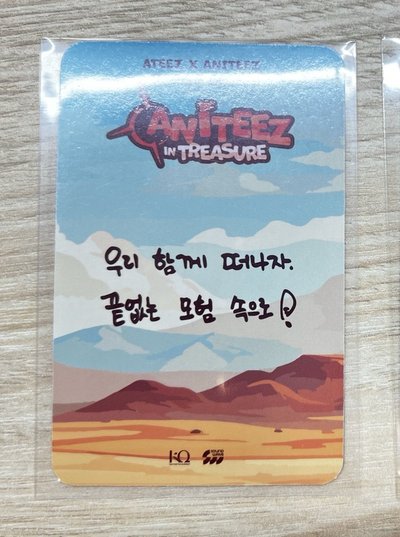 ATEEZ X ANITEEZ
ANITEEZ
IN TREASURE
우리 함께 떠나자.
끝없는 모험 속으로!
KQ